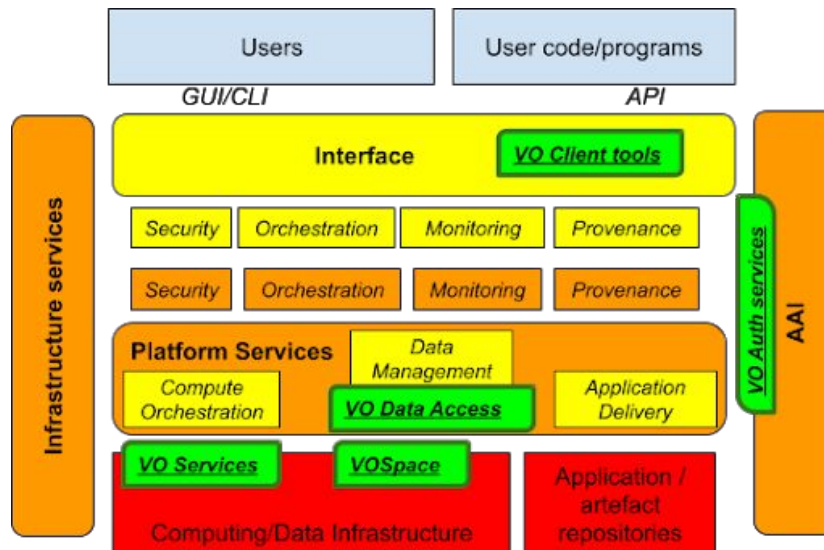 Users
User code/programs
GUI/CLI
API
Interface
VO Client tools
Infrastructure services
AAI
VO Auth services
Security
Orchestration
Monitoring
Provenance
Security
Orchestration
Monitoring
Provenance
Platform Services
Data
Management
Compute
Orchestration
VO Data Access
Application
Delivery
VO Services
VOSpace
Computing/Data Infrastructure
Application /
artefact
repositories